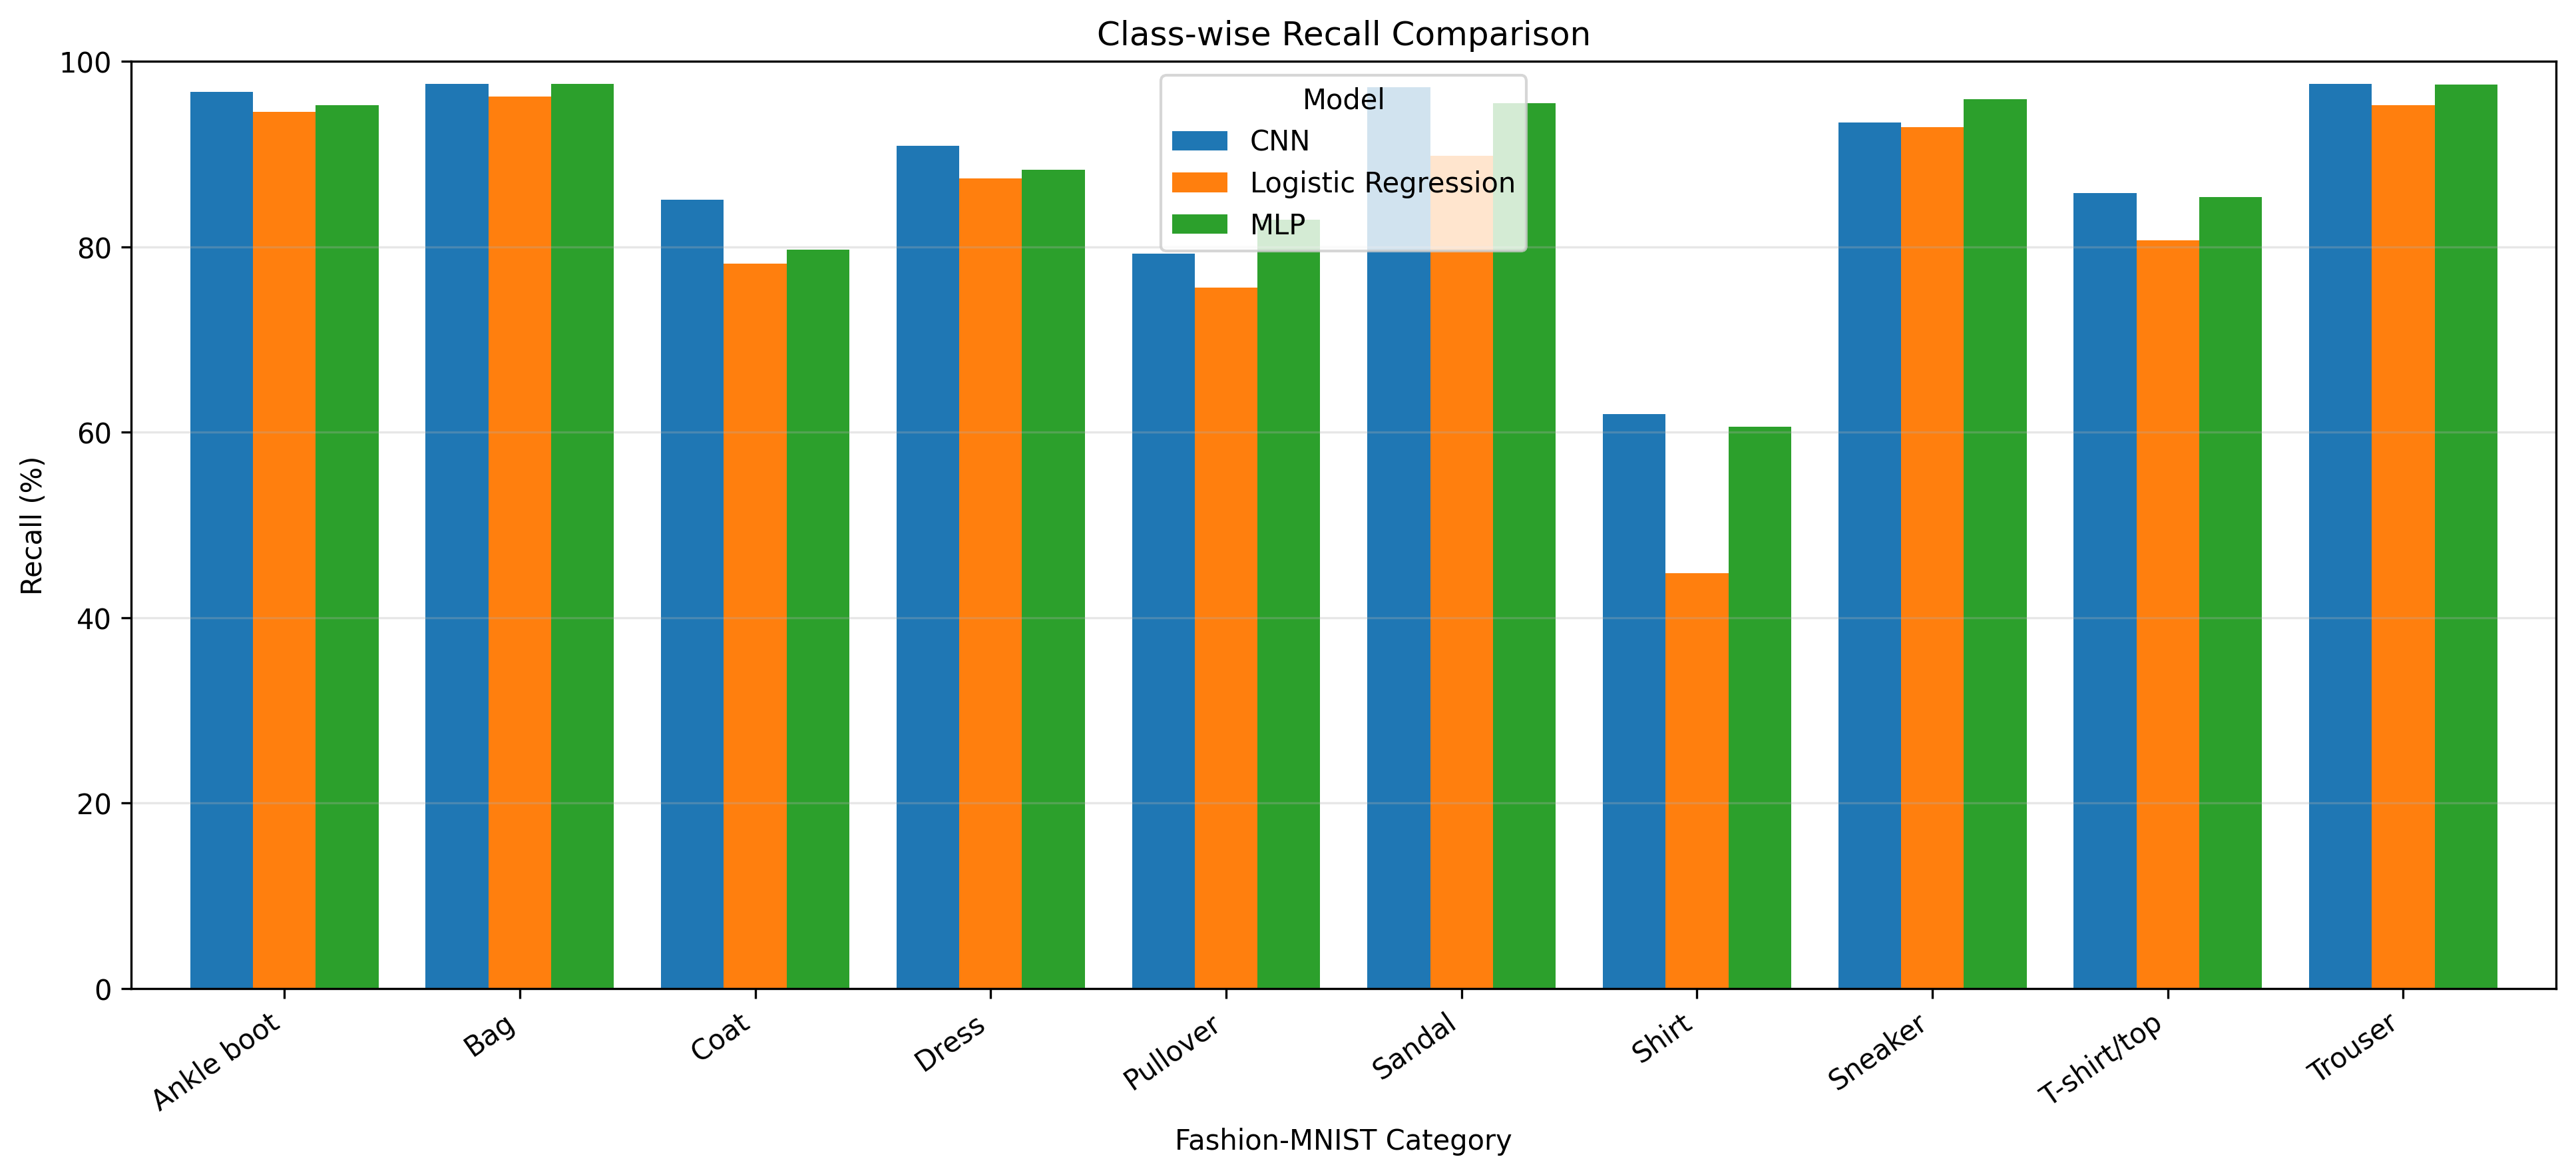 Class-wise Recall Comparison
Model
CNN
Logistic Regression
MLP
Recall (%)
100
80
60
40
20
0
Ankle boot
Bag
Coat
Dress
Pullover
Sandal
Shirt
Sneaker
T-shirt/top
Trouser
Fashion-MNIST Category